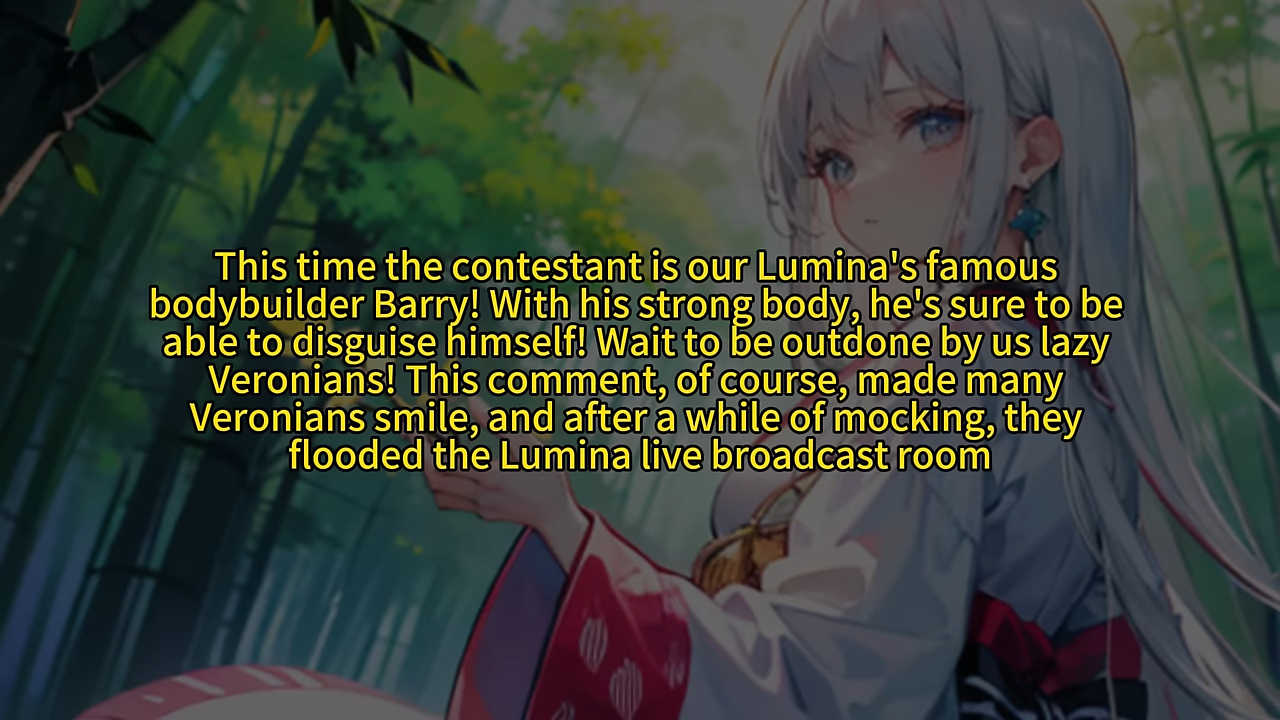 This time the contestant is our Lumina's famous
bodybuilder Barry! With his strong body, he's sure to be
able to disguise himself! Wait to be outdone by us lazy
Veronians! This comment, of course, made many
Veronians smile, and after a while of mocking, they
flooded the Lumina live broadcast room